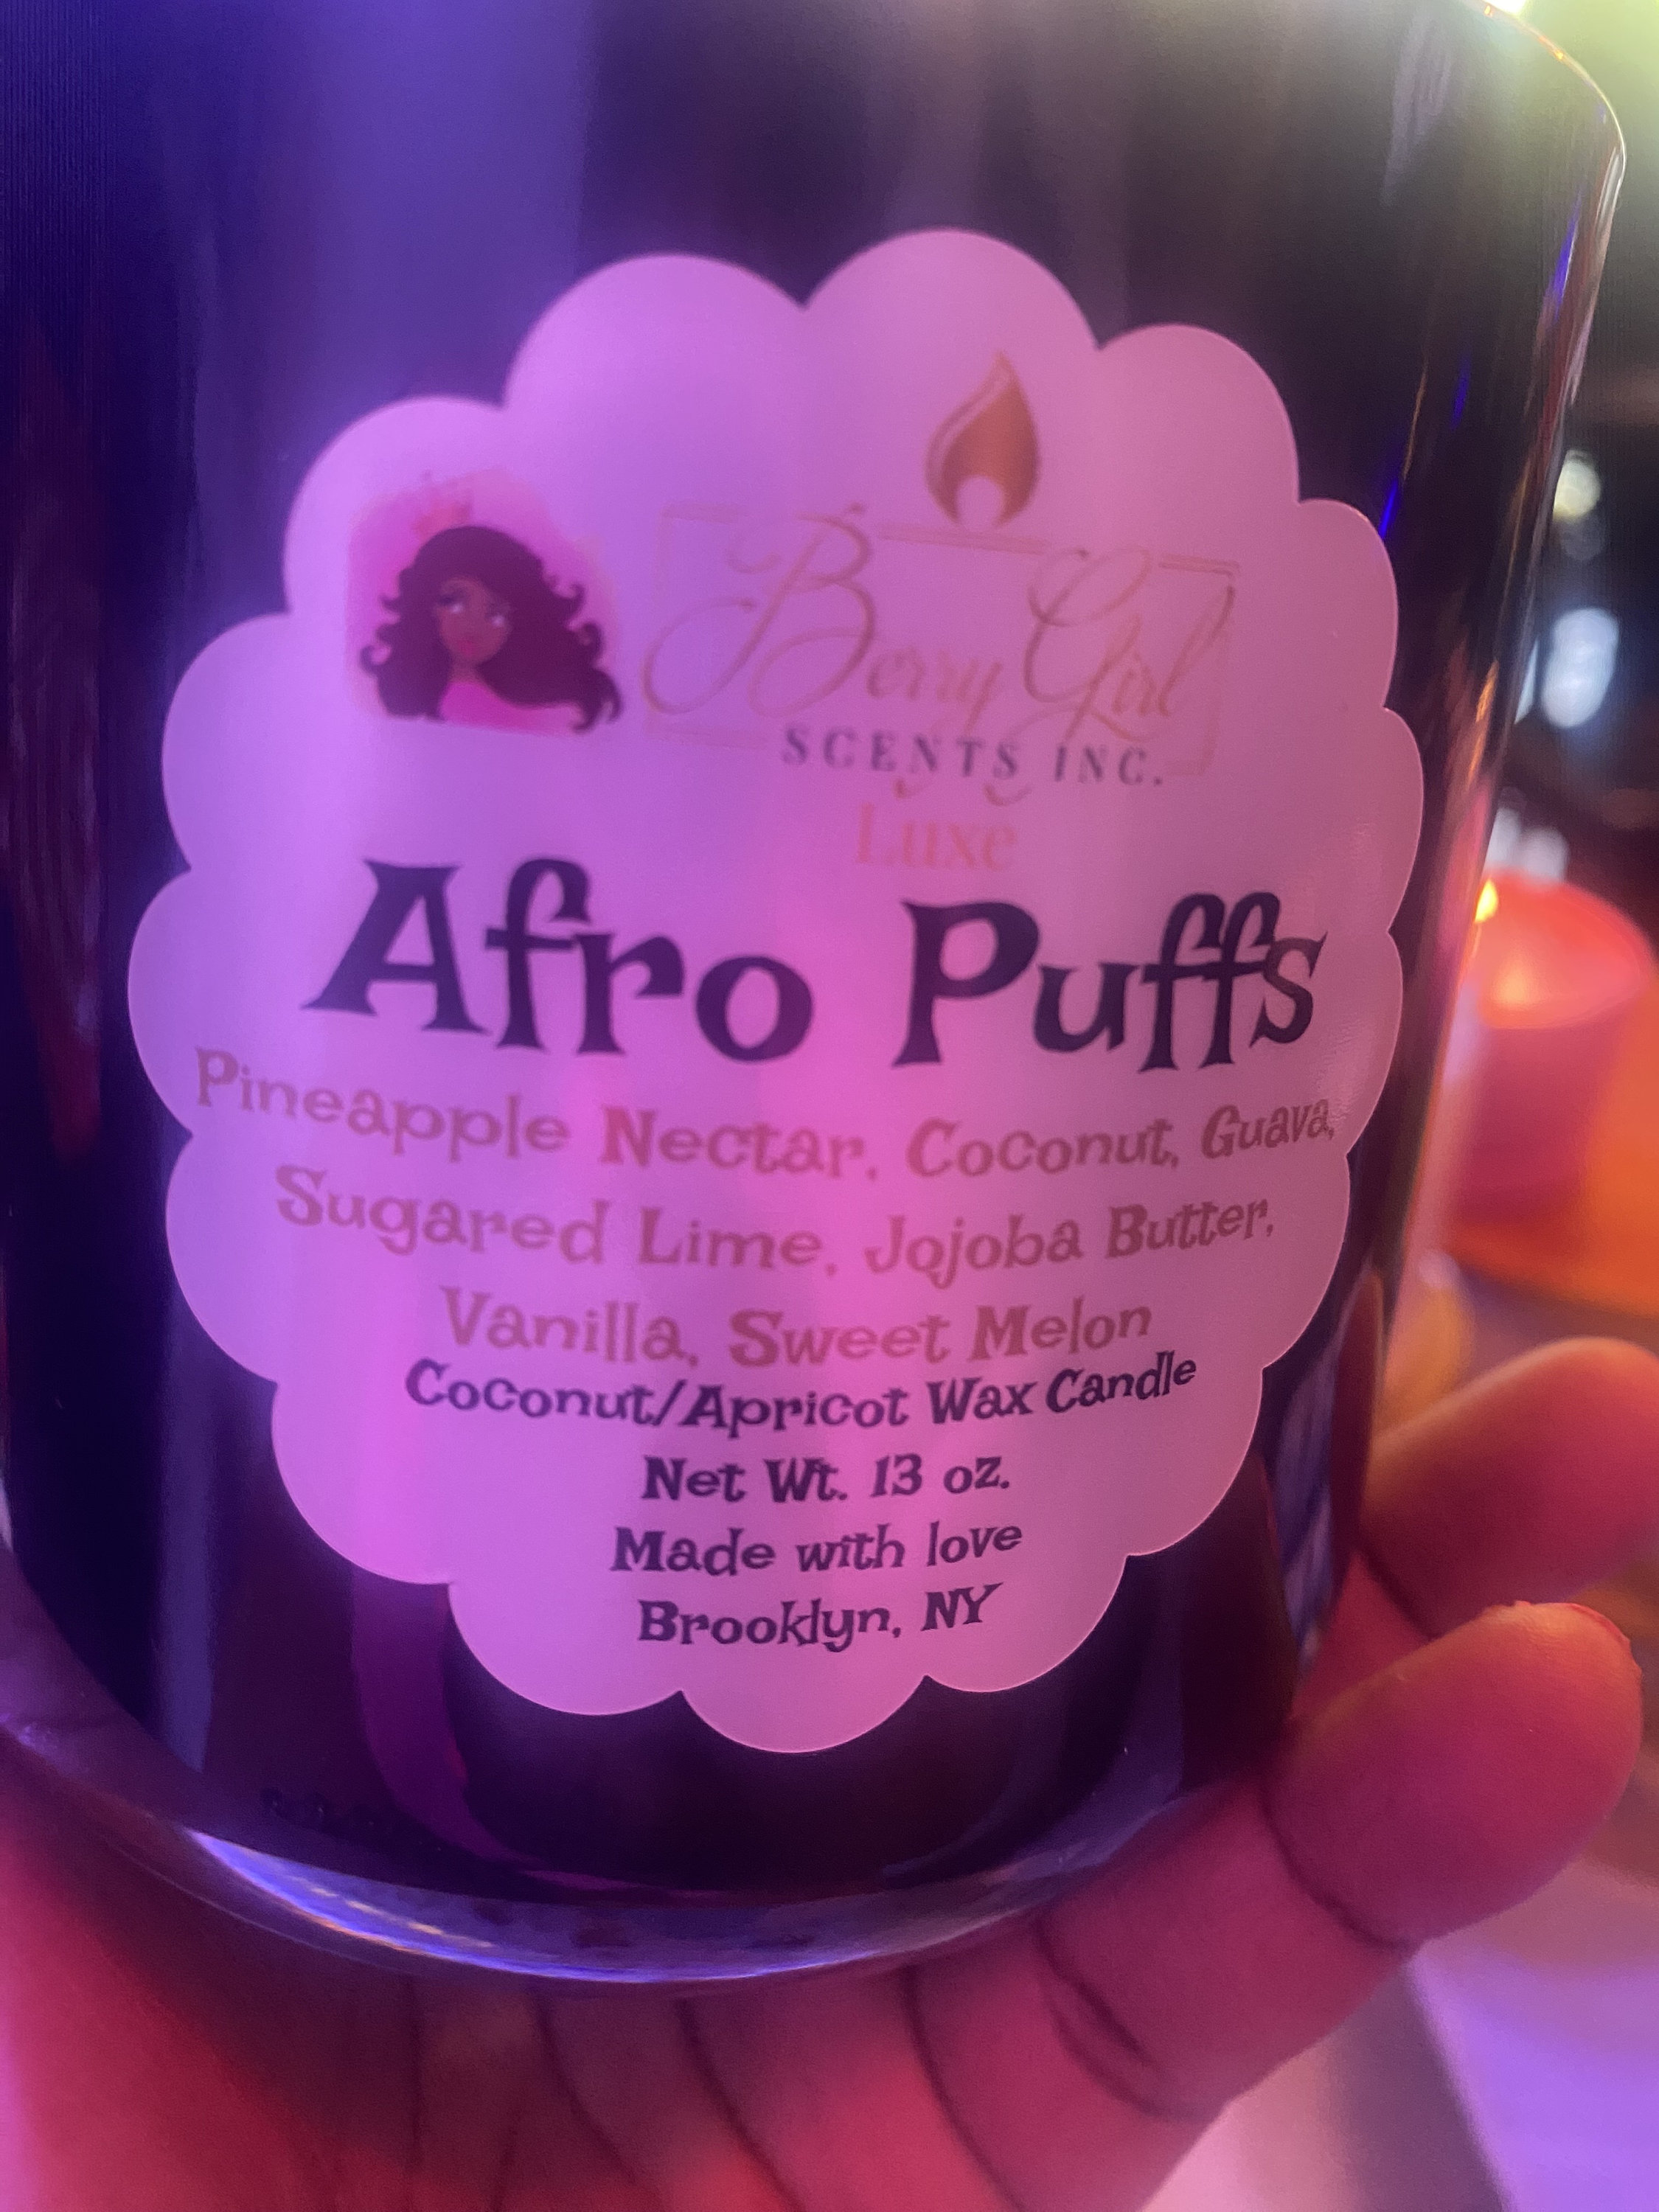 Berry Girl
SCENTS INC.
Luxe
Afro Puffs
Pineapple Nectar, Coconut, Guava,
Sugared Lime, Jojoba Butter,
Vanilla, Sweet Melon
Coconut/Apricot Wax Candle
Net Wt. 13 oz.
Made with love
Brooklyn, NY